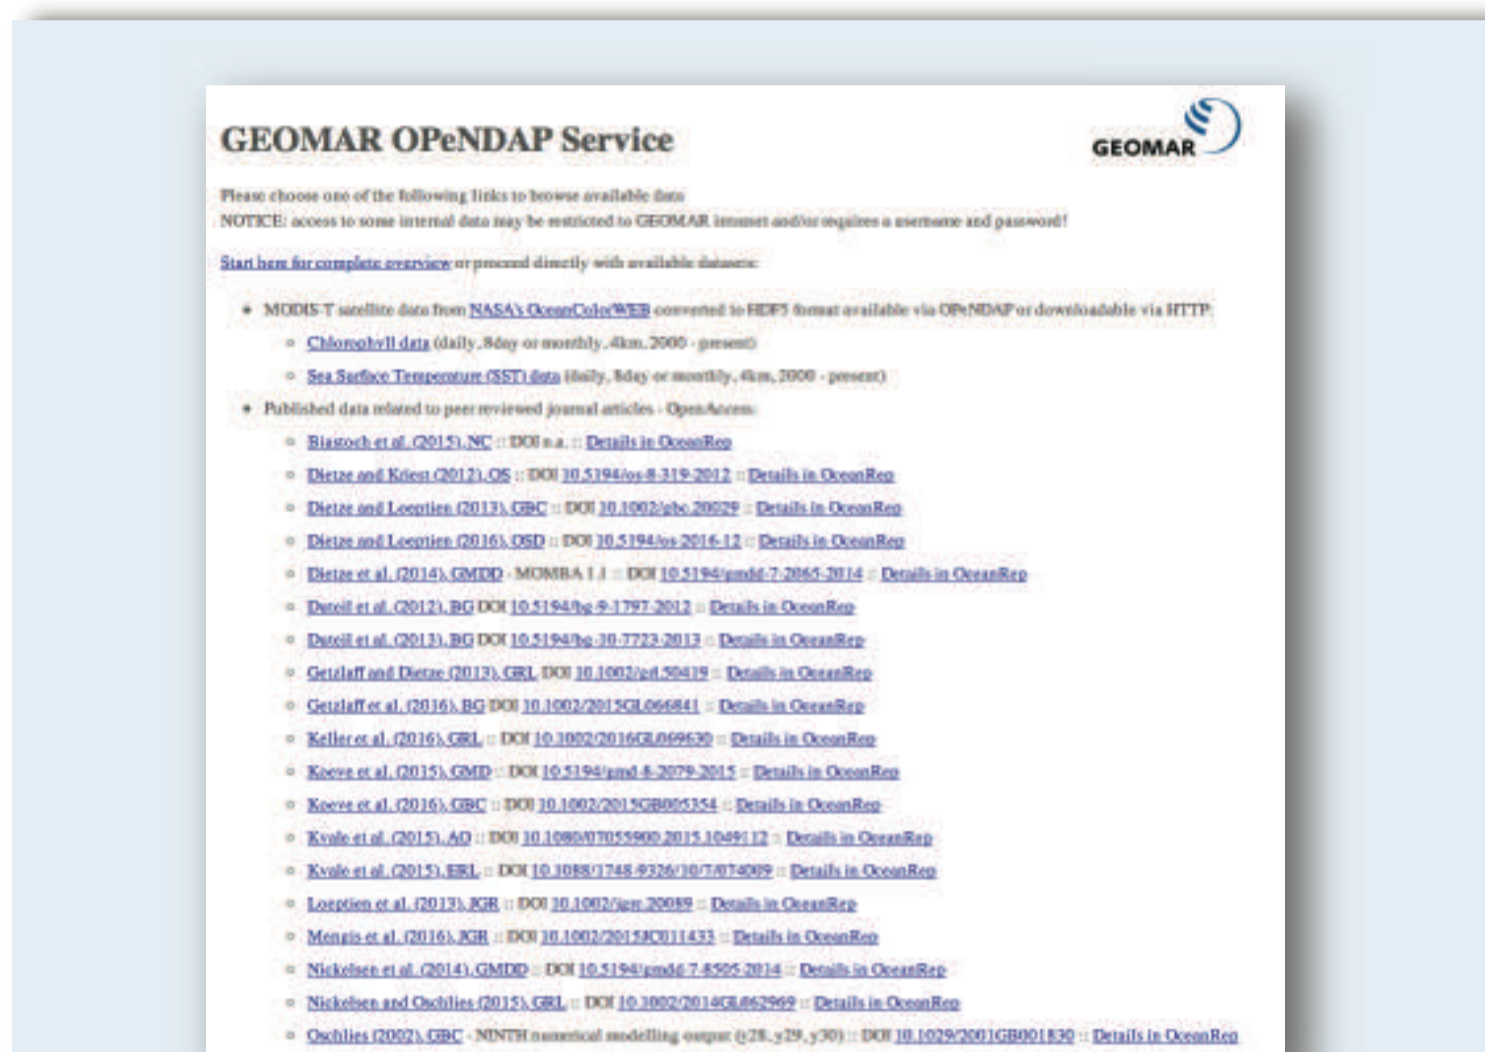 GEOMAR OPeNDAP Service
GEOMAR
Please choose one of the following links to browse available data
NOTICE: access to some internal data may be restricted to GEOMAR intranet and/or requires a username and password!
Start here for complete overview or proceed directly with available datasets:
MODIS-T satellite data from NASA's OceanColorWEB converted to HDF5 format available via OPeNDAP or downloadable via HTTP:
Chlorophyll data (daily, 8day or monthly, 4km, 2000 - present)
Sea Surface Temperature (SST) data (daily, 8day or monthly, 4km, 2000 - present)
Published data related to peer reviewed journal articles - OpenAccess:
Biastoch et al. (2015), NC :: DOI n.a. :: Details in OceanRep
Dietze and Kriest (2012), OS :: DOI 10.5194/os-8-319-2012 :: Details in OceanRep
Dietze and Loeptien (2013), GBC :: DOI 10.1002/gbc.20029 :: Details in OceanRep
Dietze and Loeptien (2016), OSD :: DOI 10.5194/os-2016-12 :: Details in OceanRep
Dietze et al. (2014), GMDD - MOMBA 1.1 :: DOI 10.5194/gmdd-7-2065-2014 :: Details in OceanRep
Duteil et al. (2012), BG DOI 10.5194/bg-9-1797-2012 :: Details in OceanRep
Duteil et al. (2013), BG DOI 10.5194/bg-10-7723-2013 :: Details in OceanRep
Getzlaff and Dietze (2013), GRL DOI 10.1002/grl.50419 :: Details in OceanRep
Getzlaff et al. (2016), BG DOI 10.1002/2015GL066841 :: Details in OceanRep
Keller et al. (2016), GRL :: DOI 10.1002/2016GL069630 :: Details in OceanRep
Koeve et al. (2015), GMD :: DOI 10.5194/gmd-8-2079-2015 :: Details in OceanRep
Koeve et al. (2016), GBC :: DOI 10.1002/2015GB005354 :: Details in OceanRep
Kvale et al. (2015), AO :: DOI 10.1080/07055900.2015.1049112 :: Details in OceanRep
Kvale et al. (2015), ERL :: DOI 10.1088/1748-9326/10/7/074009 :: Details in OceanRep
Loeptien et al. (2013), JGR :: DOI 10.1002/jgrc.20089 :: Details in OceanRep
Mengis et al. (2016), JGR :: DOI 10.1002/2015JC011433 :: Details in OceanRep
Nickelsen et al. (2014), GMDD :: DOI 10.5194/gmdd-7-8505-2014 :: Details in OceanRep
Nickelsen and Oschlies (2015), GRL :: DOI 10.1002/2014GL062969 :: Details in OceanRep
Oschlies (2002), GBC - NINTH numerical modelling output (y28, y29, y30) :: DOI 10.1029/2001GB001830 :: Details in OceanRep